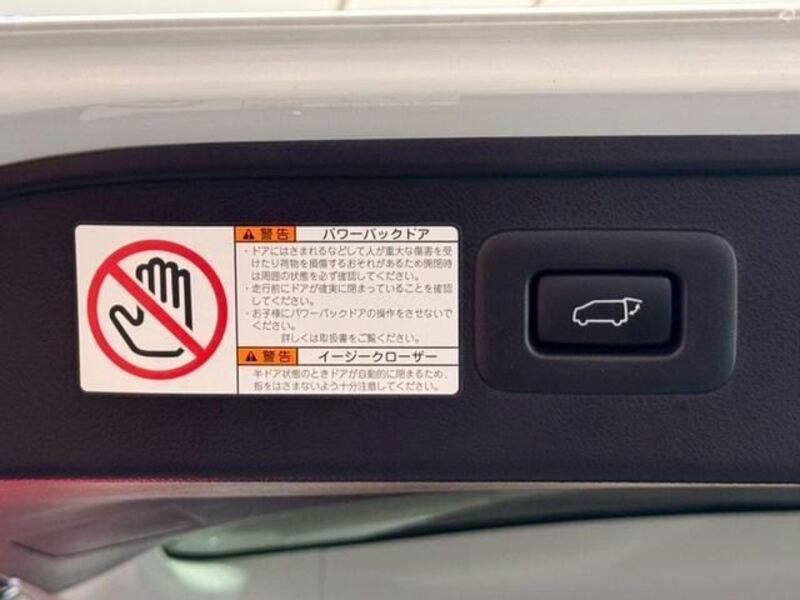 警告 パワーバックドア
・ドアにはさまれるなどして人が重大な傷害を受
けたり荷物を損傷するおそれがあるため開閉時
は周囲の状態を必ず確認してください。
・走行前にドアが確実に閉まっていることを確認
してください。
・お子様にパワーバックドアの操作をさせないで
ください。
詳しくは取扱書をご覧ください。
警告 イージークローザー
半ドア状態のときドアが自動的に閉まるため、
指をはさまないよう十分注意してください。